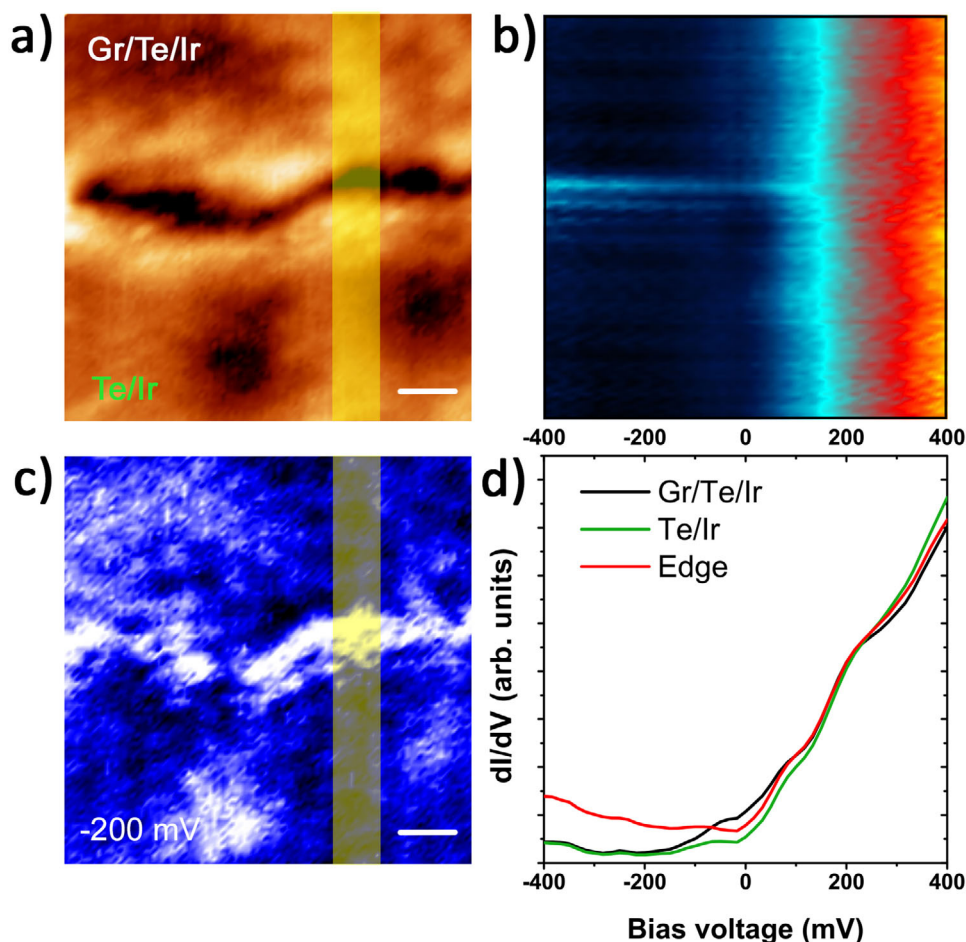 a)
Gr/Te/Ir
Te/Ir
b)
-400 -200 0 200 400
c)
-200 mV
d)
Gr/Te/Ir
Te/Ir
Edge
dI/dV (arb. units)
-400 -200 0 200 400
Bias voltage (mV)